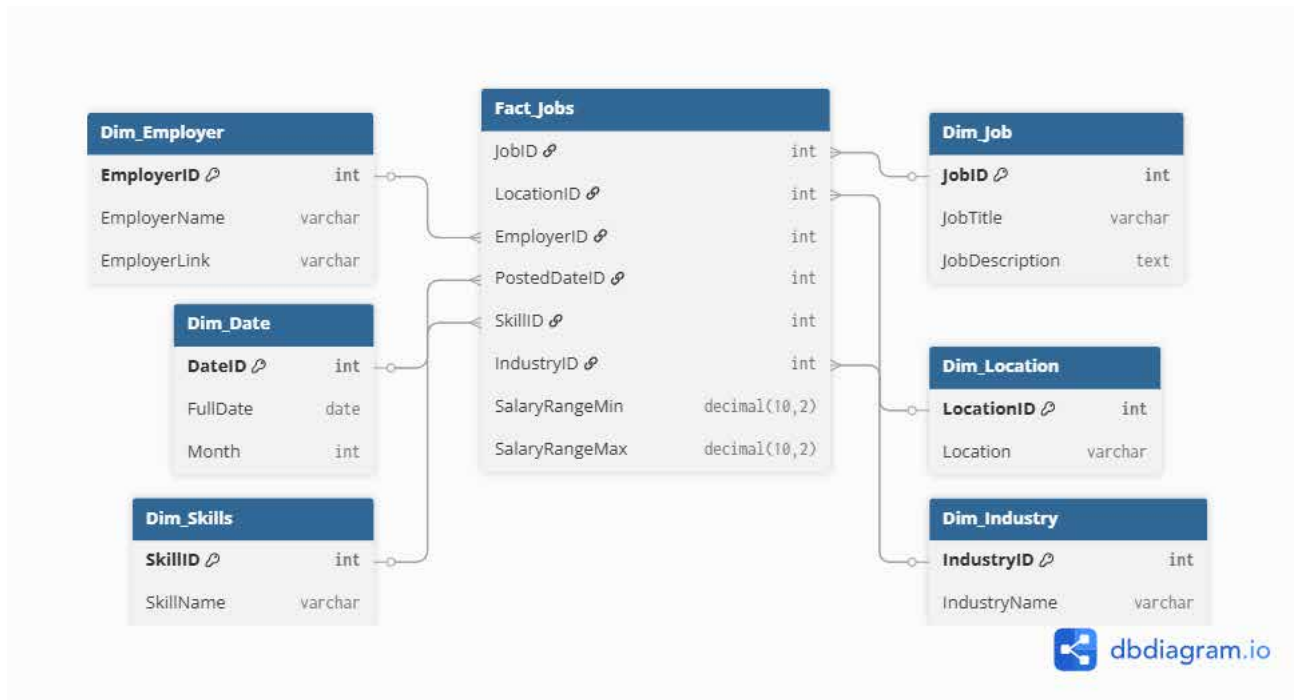 Dim_Employer
EmployerID int
EmployerName varchar
EmployerLink varchar
Dim_Date
DateID int
FullDate date
Month int
Dim_Skills
SkillID int
SkillName varchar
Fact_Jobs
JobID int
LocationID int
EmployerID int
PostedDateID int
SkillID int
IndustryID int
SalaryRangeMin decimal(10,2)
SalaryRangeMax decimal(10,2)
Dim_Job
JobID int
JobTitle varchar
JobDescription text
Dim_Location
LocationID int
Location varchar
Dim_Industry
IndustryID int
IndustryName varchar
dbdiagram.io